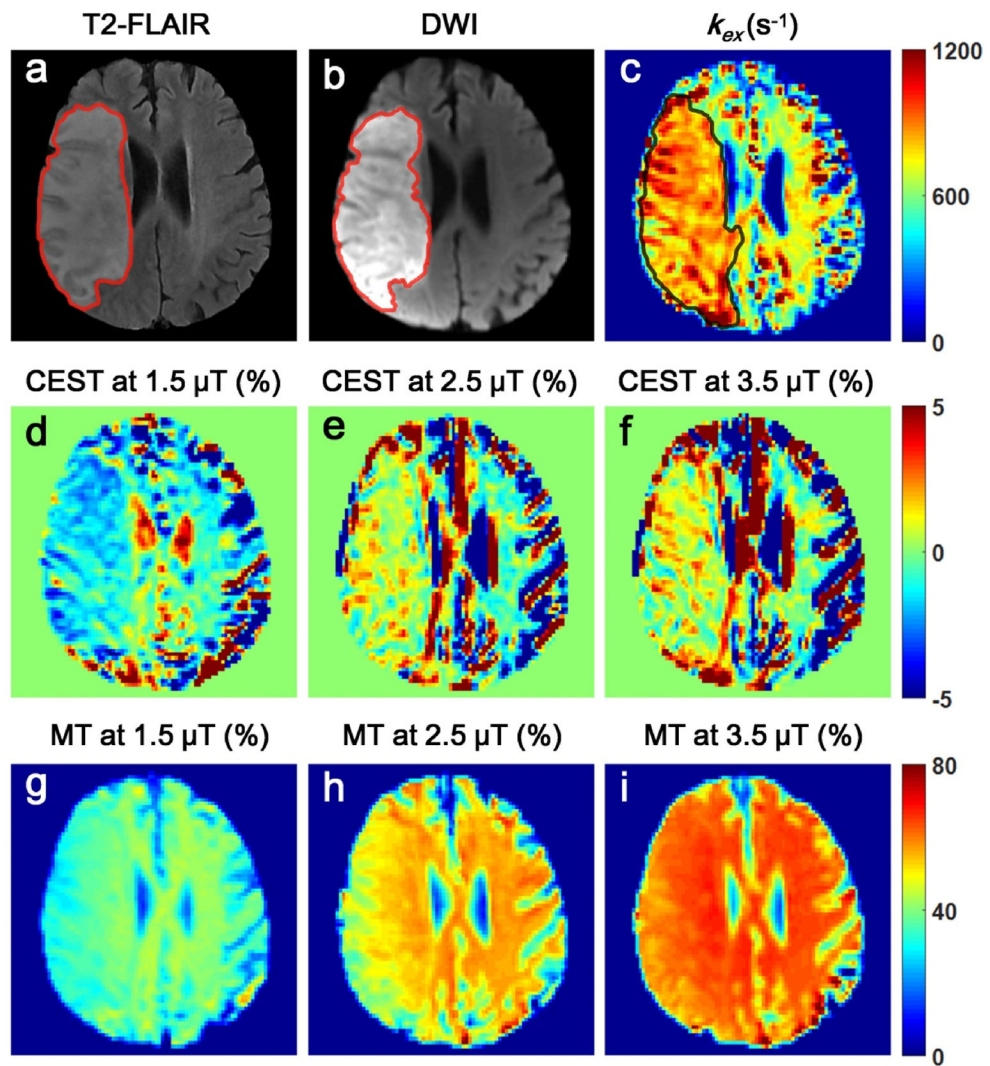 T2-FLAIR DWI kex(s-1)
a b c 1200
600
0
CEST at 1.5 µT (%) CEST at 2.5 µT (%) CEST at 3.5 µT (%)
d e f 5
0
-5
MT at 1.5 µT (%) MT at 2.5 µT (%) MT at 3.5 µT (%)
g h i 80
40
0